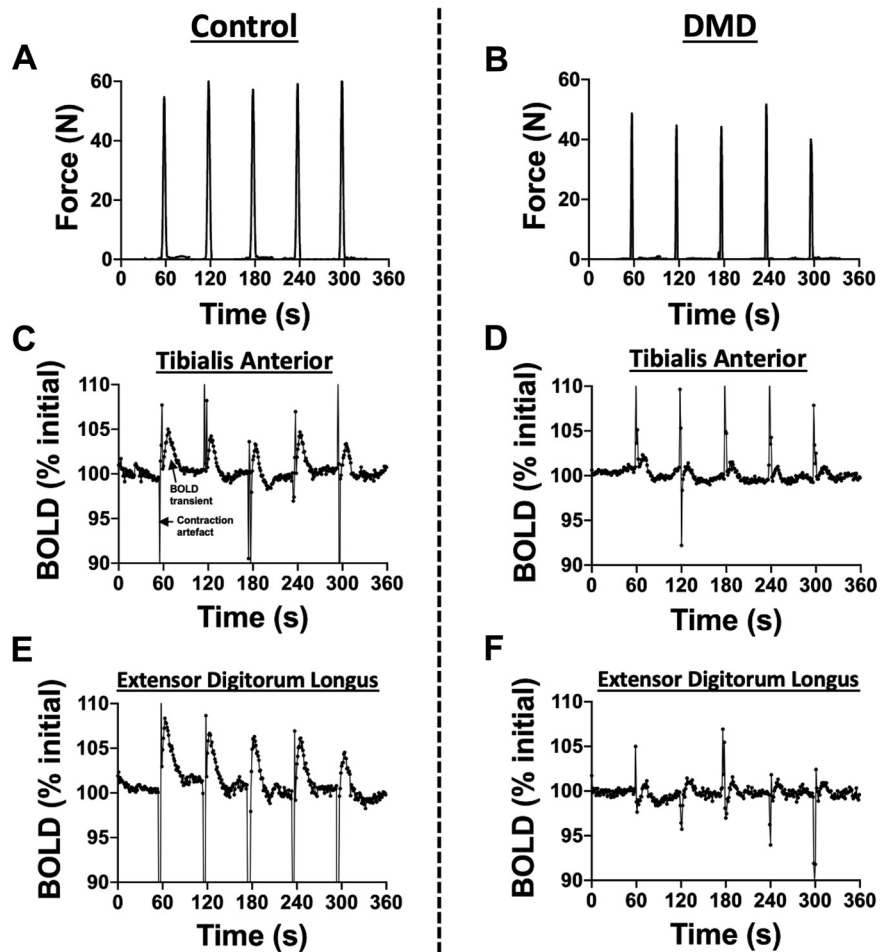 Control
DMD
A
60
40
20
0
Force (N)
0 60 120 180 240 300 360
Time (s)
B
60
40
20
0
Force (N)
0 60 120 180 240 300 360
Time (s)
C
Tibialis Anterior
110
105
100
95
90
BOLD (% initial)
BOLD
transient
Contraction
artefact
0 60 120 180 240 300 360
Time (s)
D
Tibialis Anterior
110
105
100
95
90
BOLD (% initial)
0 60 120 180 240 300 360
Time (s)
E
Extensor Digitorum Longus
110
105
100
95
90
BOLD (% initial)
0 60 120 180 240 300 360
Time (s)
F
Extensor Digitorum Longus
110
105
100
95
90
BOLD (% initial)
0 60 120 180 240 300 360
Time (s)